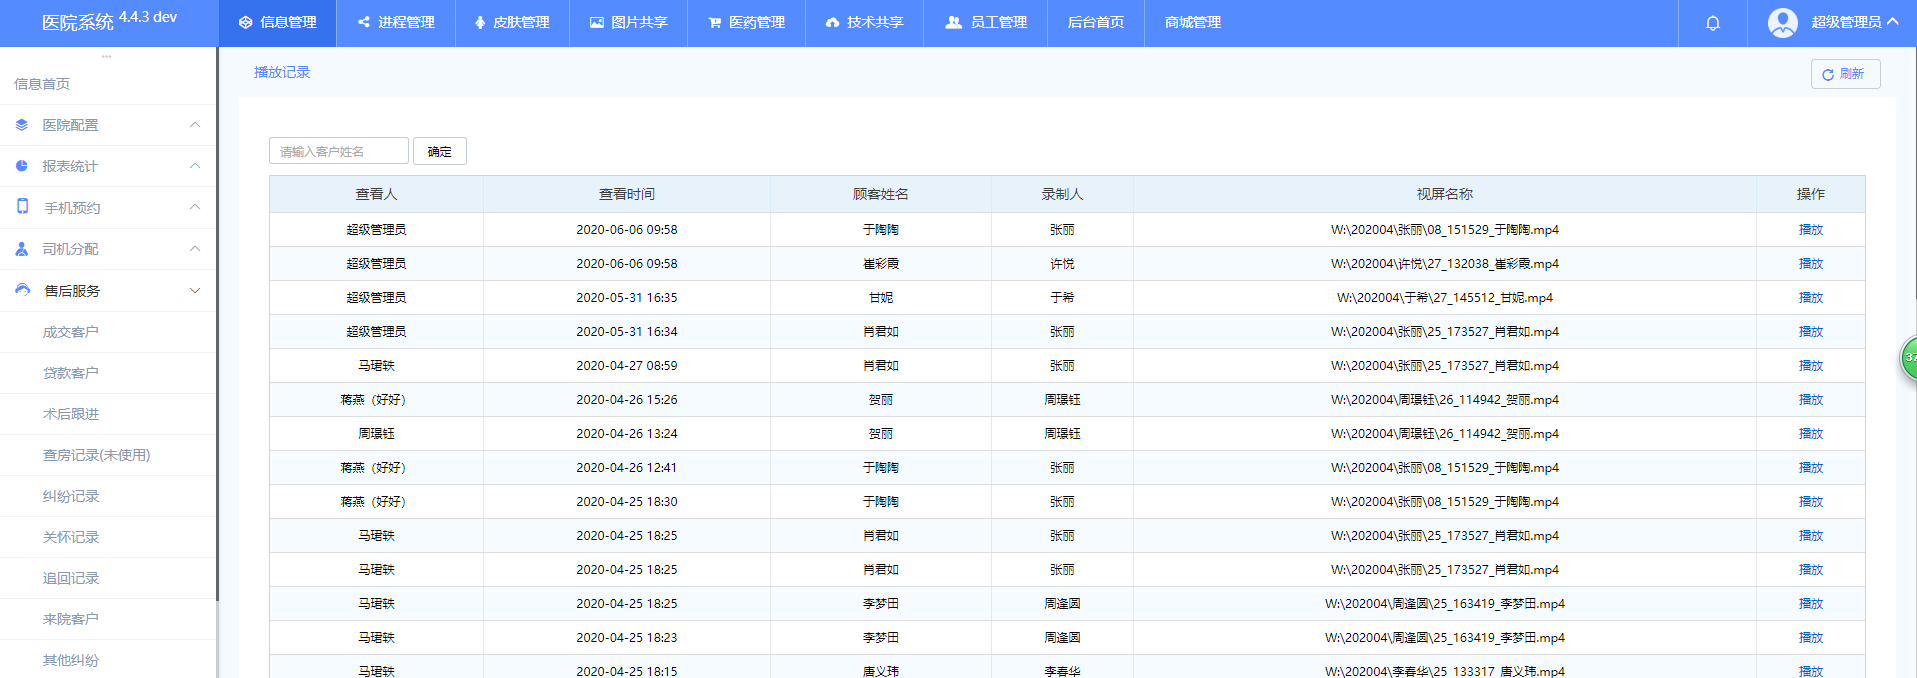 医院系统 4.4.3 dev
信息管理
进程管理
皮肤管理
图片共享
医药管理
技术共享
员工管理
后台首页
商城管理
超级管理员
信息首页
医院配置
报表统计
手机预约
司机分配
售后服务
成交客户
贷款客户
术后跟进
查房记录(未使用)
纠纷记录
关怀记录
追回记录
来院客户
其他纠纷
播放记录
刷新
请输入客户姓名 确定
查看人 查看时间 顾客姓名 录制人 视屏名称 操作
超级管理员 2020-06-06 09:58 于陶陶 张丽 W:\202004\张丽\08_151529_于陶陶.mp4 播放
超级管理员 2020-06-06 09:58 崔彩霞 许悦 W:\202004\许悦\27_132038_崔彩霞.mp4 播放
超级管理员 2020-05-31 16:35 甘妮 于希 W:\202004\于希\27_145512_甘妮.mp4 播放
超级管理员 2020-05-31 16:34 肖君如 张丽 W:\202004\张丽\25_173527_肖君如.mp4 播放
马珺轶 2020-04-27 08:59 肖君如 张丽 W:\202004\张丽\25_173527_肖君如.mp4 播放
蒋燕（好好） 2020-04-26 15:26 贺丽 周璟钰 W:\202004\周璟钰\26_114942_贺丽.mp4 播放
周璟钰 2020-04-26 13:24 贺丽 周璟钰 W:\202004\周璟钰\26_114942_贺丽.mp4 播放
蒋燕（好好） 2020-04-26 12:41 于陶陶 张丽 W:\202004\张丽\08_151529_于陶陶.mp4 播放
蒋燕（好好） 2020-04-25 18:30 于陶陶 张丽 W:\202004\张丽\08_151529_于陶陶.mp4 播放
马珺轶 2020-04-25 18:25 肖君如 张丽 W:\202004\张丽\25_173527_肖君如.mp4 播放
马珺轶 2020-04-25 18:25 肖君如 张丽 W:\202004\张丽\25_173527_肖君如.mp4 播放
马珺轶 2020-04-25 18:25 李梦田 周逢圆 W:\202004\周逢圆\25_163419_李梦田.mp4 播放
马珺轶 2020-04-25 18:23 李梦田 周逢圆 W:\202004\周逢圆\25_163419_李梦田.mp4 播放
马珺轶 2020-04-25 18:15 唐义玮 李春华 W:\202004\李春华\25_133317_唐义玮.mp4 播放
37